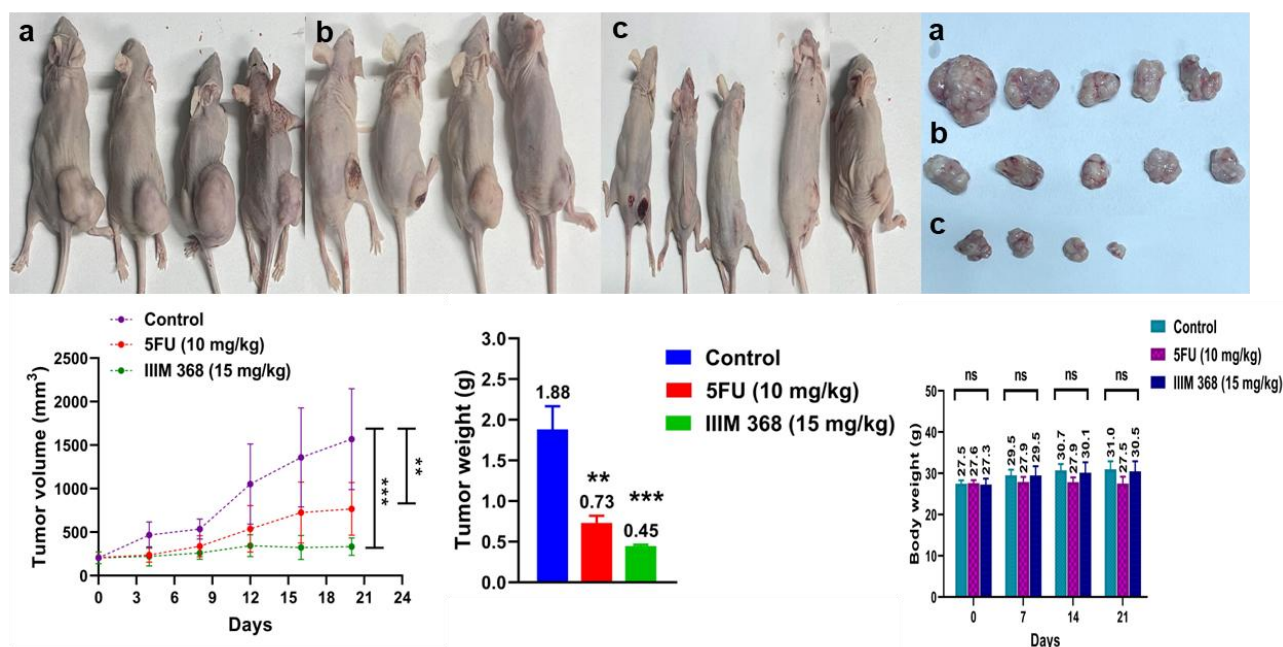 a
b
c
a
b
c
Control
5FU (10 mg/kg)
IIIM 368 (15 mg/kg)
Tumor volume (mm³)
2500
2000
1500
1000
500
0
0 3 6 9 12 15 18 21 24
Days
***
**
Tumor weight (g)
3.0
2.5
2.0
1.5
1.0
0.5
0.0
1.88
**
0.73
***
0.45
Control
5FU (10 mg/kg)
IIIM 368 (15 mg/kg)
Control
5FU (10 mg/kg)
IIIM 368 (15 mg/kg)
Body weight (g)
50
40
30
20
10
0
ns ns ns ns
27.5 27.6 27.3 29.5 27.9 29.5 30.7 27.9 30.1 31.0 27.5 30.5
0 7 14 21
Days